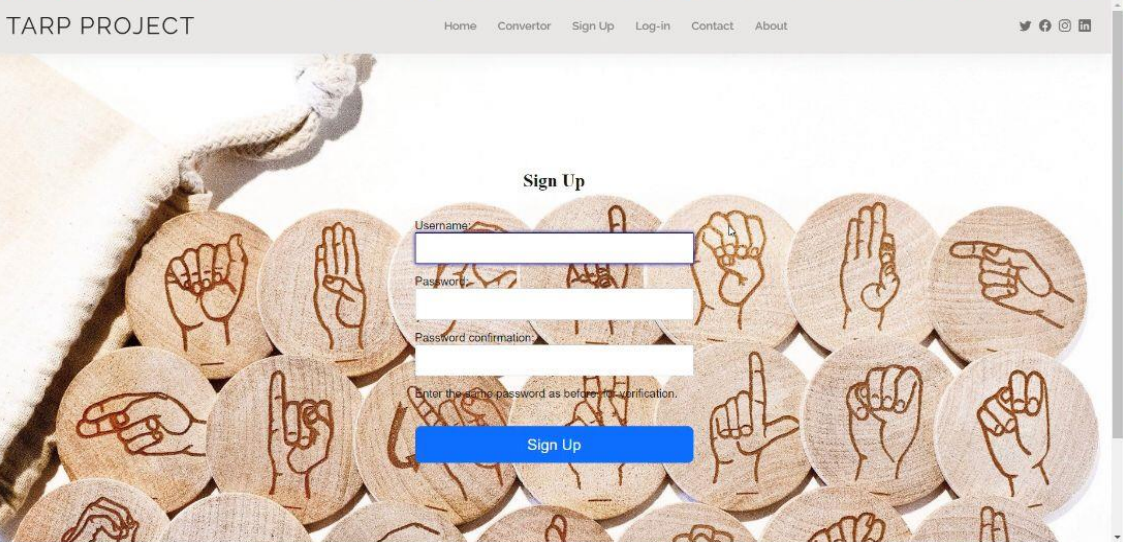 TARP PROJECT
Home Convertor Sign Up Log-in Contact About
Sign Up
Username:
Password:
Password confirmation:
Enter the same password as before, for verification.
Sign Up